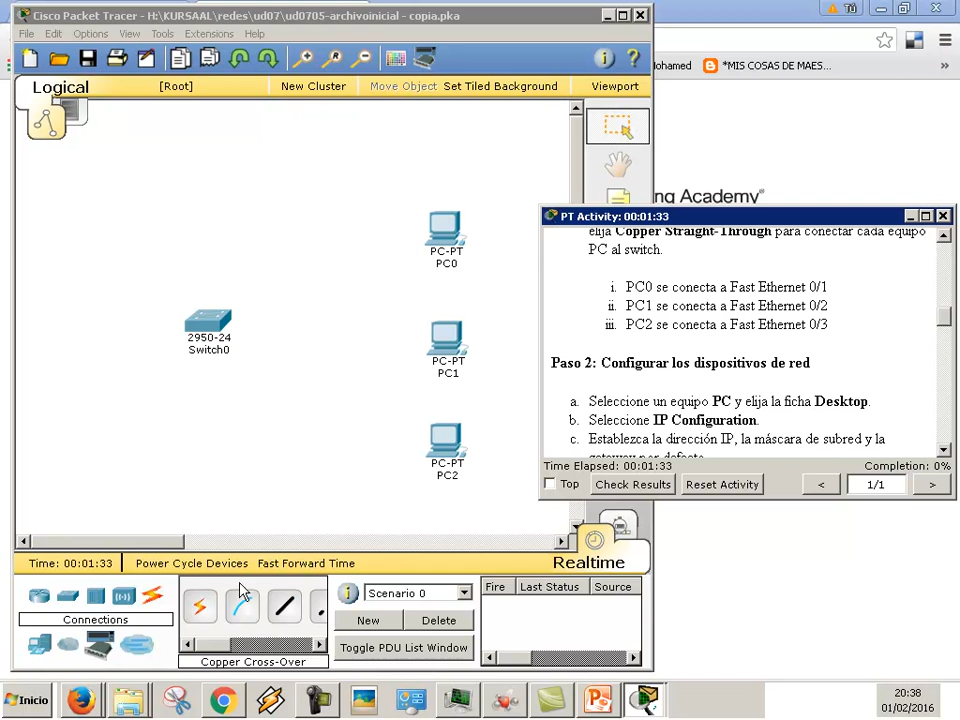 Cisco Packet Tracer - H:\KURSAAL\redes\ud07\ud0705-archivoinicial - copia.pka
Tú
File Edit Options View Tools Extensions Help
ohamed *MIS COSAS DE MAES... »
Logical [Root] New Cluster Move Object Set Tiled Background Viewport
ing Academy®
PT Activity: 00:01:33
elija Copper Straight-Through para conectar cada equipo
PC al switch.
i. PC0 se conecta a Fast Ethernet 0/1
ii. PC1 se conecta a Fast Ethernet 0/2
iii. PC2 se conecta a Fast Ethernet 0/3
Paso 2: Configurar los dispositivos de red
a. Seleccione un equipo PC y elija la ficha Desktop.
b. Seleccione IP Configuration.
c. Establezca la dirección IP, la máscara de subred y la
gateway por defecto
Time Elapsed: 00:01:33 Completion: 0%
Top Check Results Reset Activity < 1/1 >
PC-PT
PC0
2950-24
Switch0
PC-PT
PC1
PC-PT
PC2
Realtime
Time: 00:01:33 Power Cycle Devices Fast Forward Time
Connections
Copper Cross-Over
Scenario 0
New Delete
Toggle PDU List Window
Fire Last Status Source
Inicio
20:38
01/02/2016